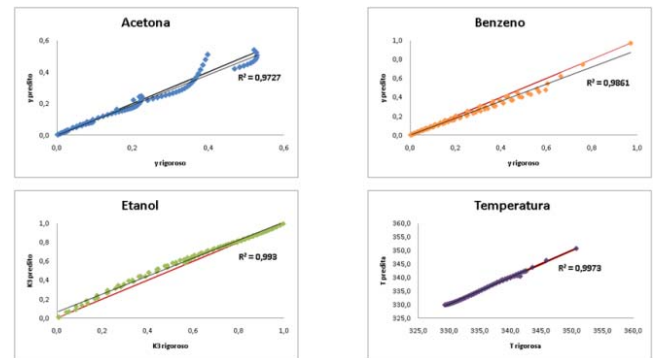 Acetona
0,6
0,4
0,2
0,0
y predito
R² = 0,9727
0,0 0,2 0,4 0,6
y rigoroso
Benzeno
1,0
0,8
0,6
0,4
0,2
0,0
y predito
R² = 0,9861
0,0 0,2 0,4 0,6 0,8 1,0
y rigoroso
Etanol
1,0
0,8
0,6
0,4
0,2
0,0
K3 predito
R² = 0,993
0,0 0,2 0,4 0,6 0,8 1,0
K3 rigoroso
Temperatura
360,0
355,0
350,0
345,0
340,0
335,0
330,0
325,0
T predito
R² = 0,9973
325,0 330,0 335,0 340,0 345,0 350,0 355,0 360,0
T rigorosa